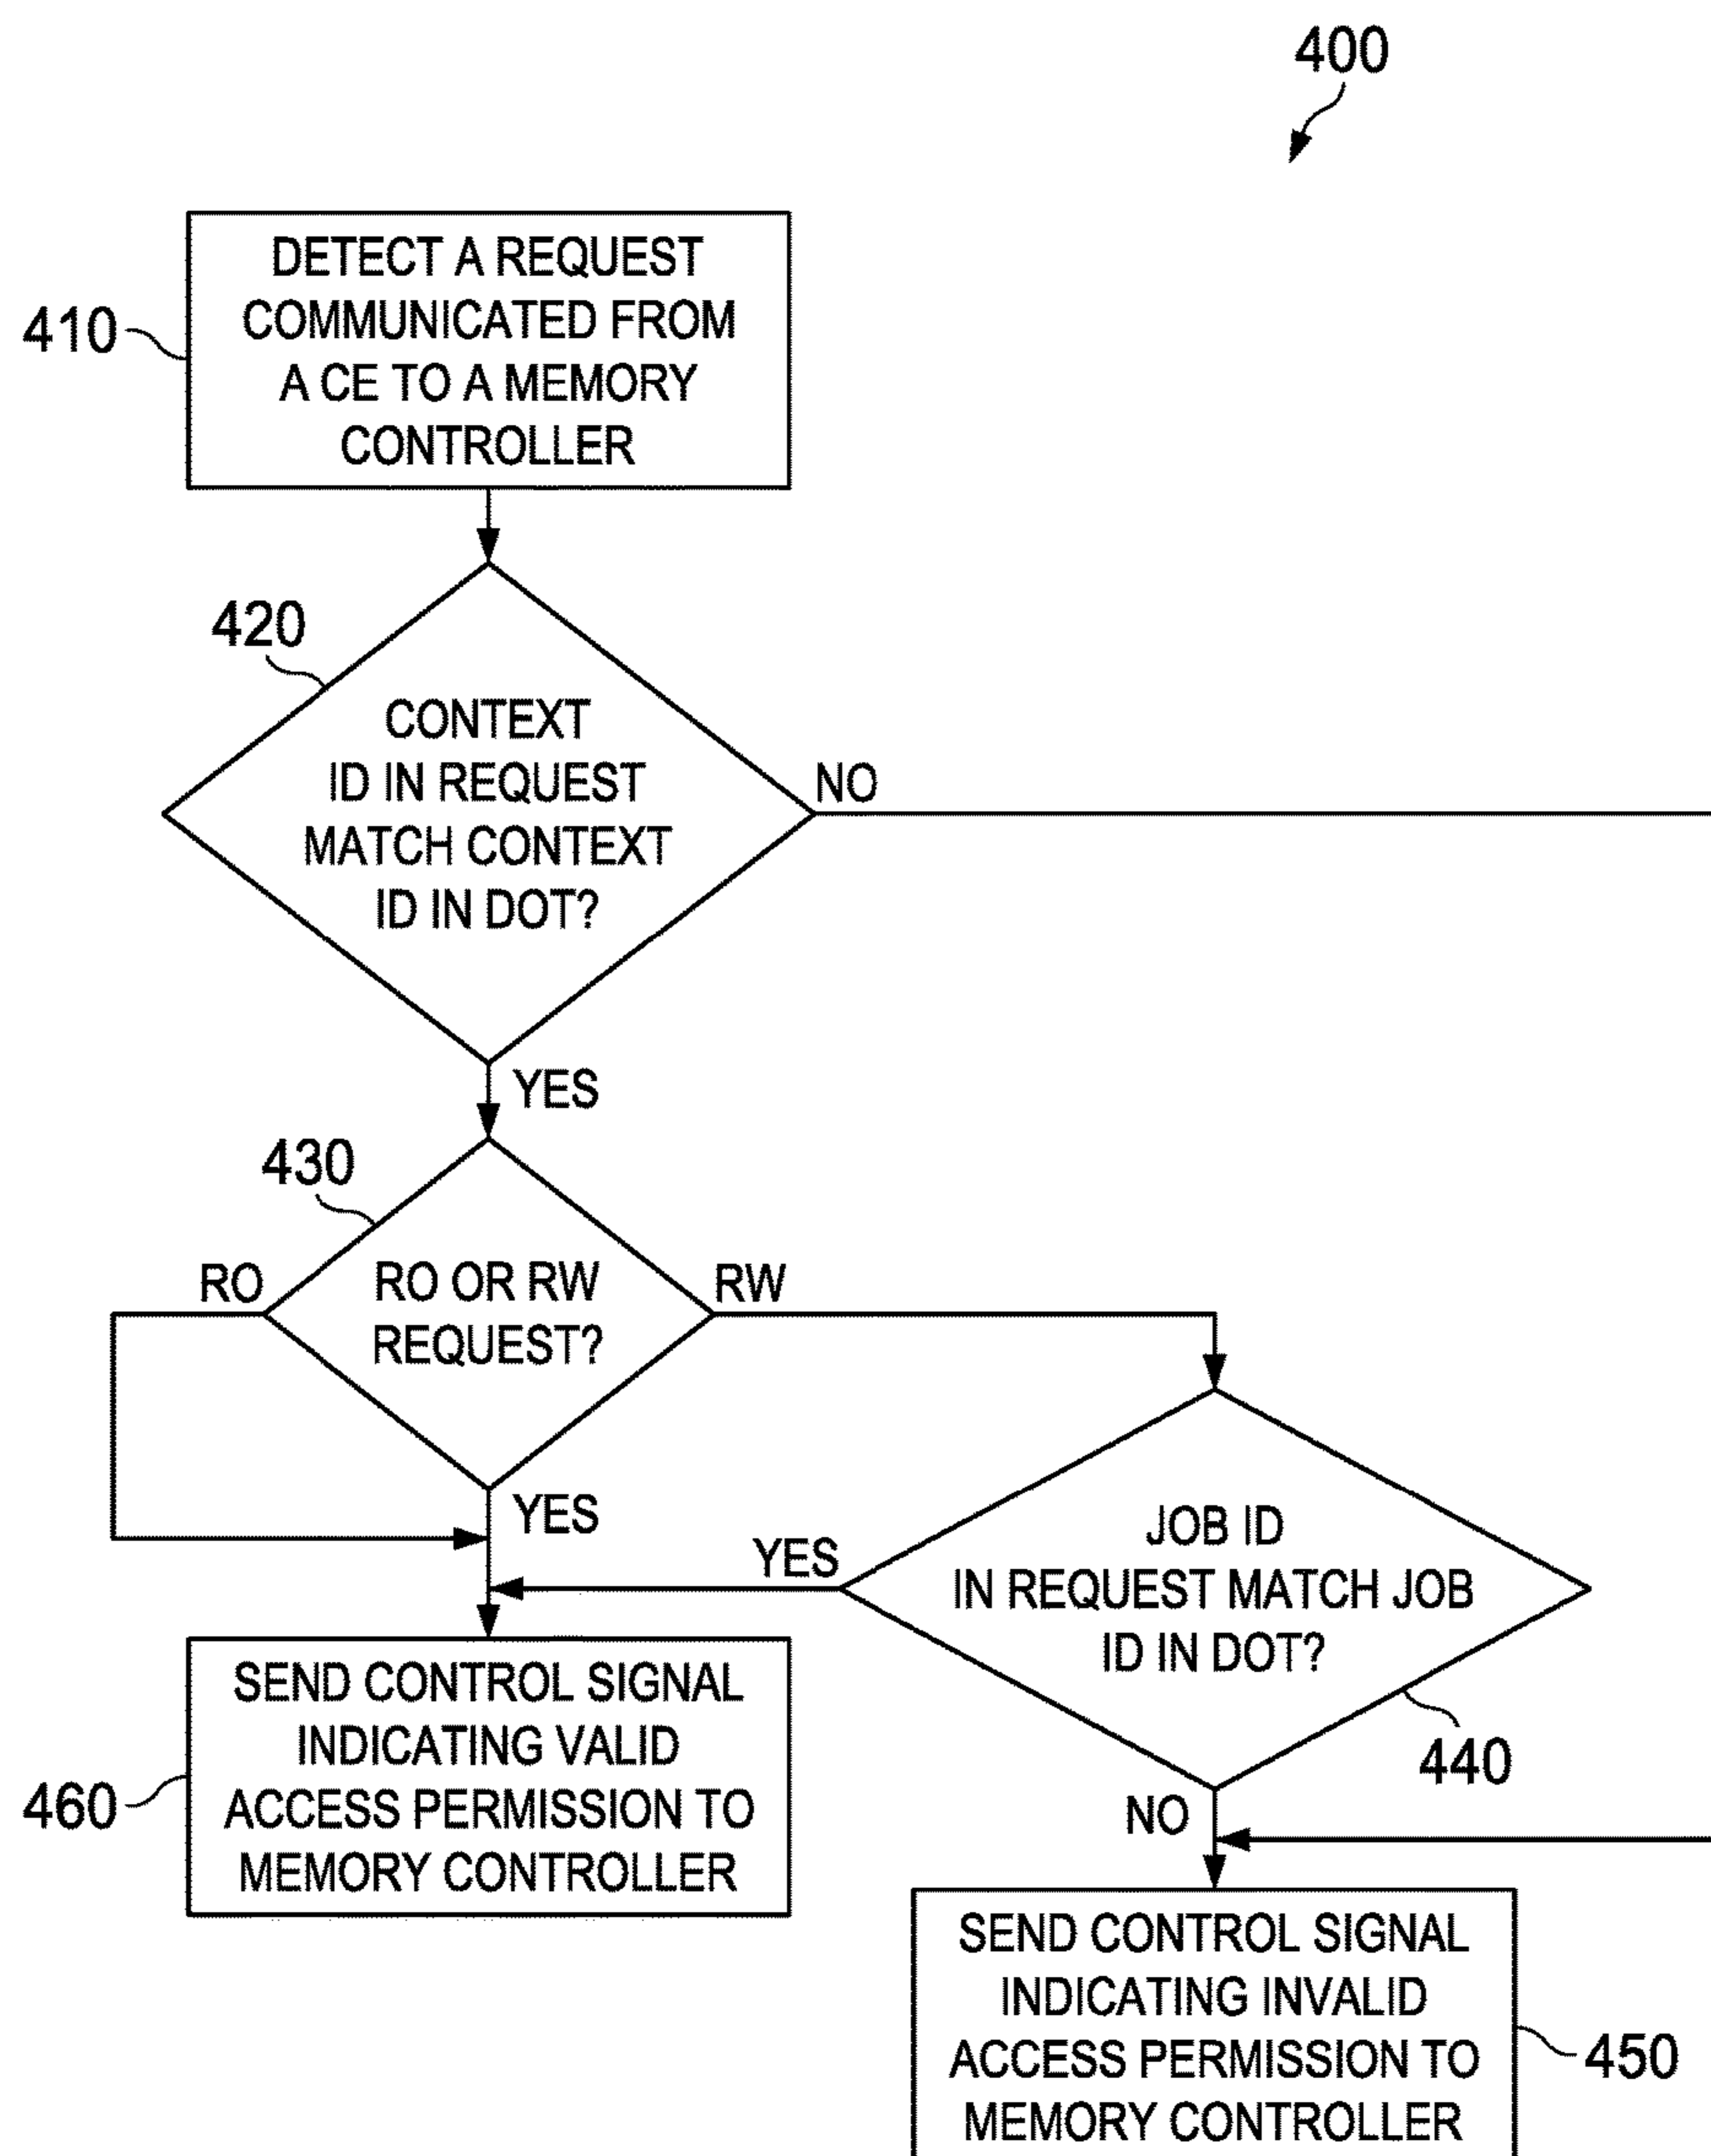 400
DETECT A REQUEST
COMMUNICATED FROM
A CE TO A MEMORY
CONTROLLER
410
420
CONTEXT
ID IN REQUEST
MATCH CONTEXT
ID IN DOT?
NO
YES
430
RO
RO OR RW
REQUEST?
RW
YES
YES
JOB ID
IN REQUEST MATCH JOB
ID IN DOT?
440
NO
SEND CONTROL SIGNAL
INDICATING VALID
ACCESS PERMISSION TO
MEMORY CONTROLLER
460
SEND CONTROL SIGNAL
INDICATING INVALID
ACCESS PERMISSION TO
MEMORY CONTROLLER
450